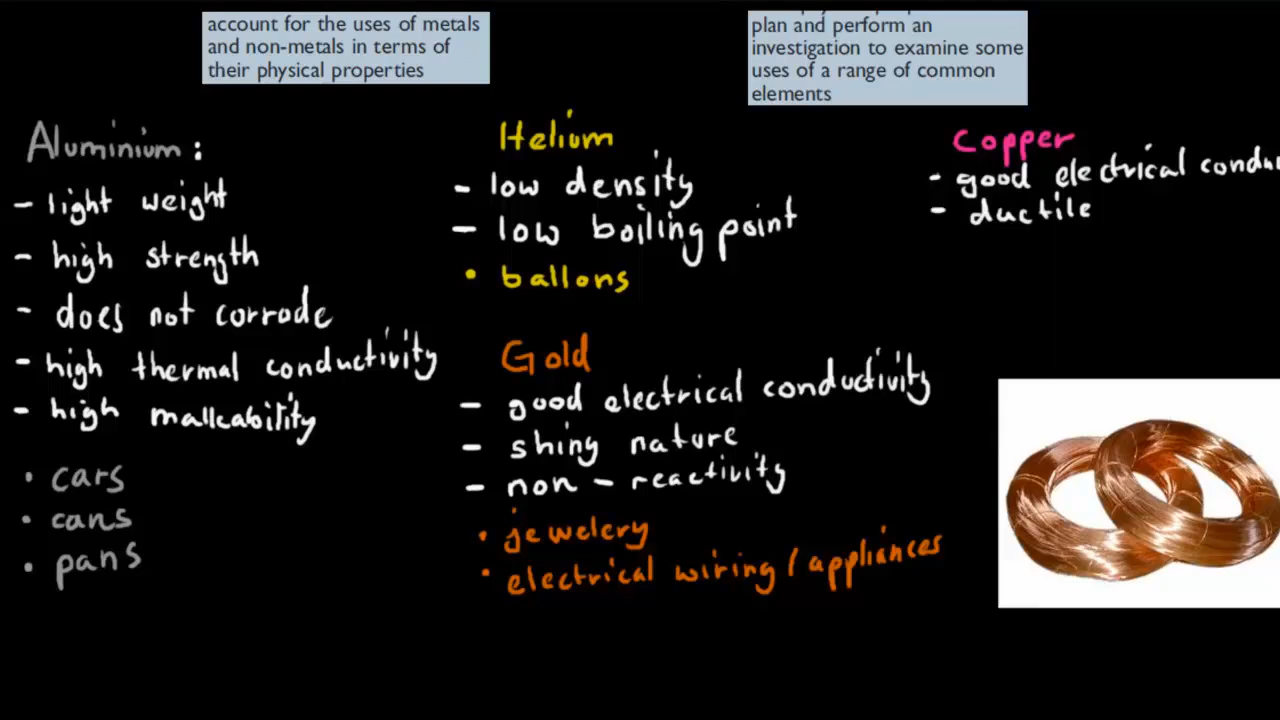 account for the uses of metals
and non-metals in terms of
their physical properties
plan and perform an
investigation to examine some
uses of a range of common
elements
Aluminium:
- light weight
- high strength
- does not corrode
- high thermal conductivity
- high malleability
• cars
• cans
• pans
Helium
- low density
- low boiling point
• ballons
Gold
- good electrical conductivity
- shiny nature
- non-reactivity
• jewelery
• electrical wiring / appliances
Copper
- good electrical
- ductile